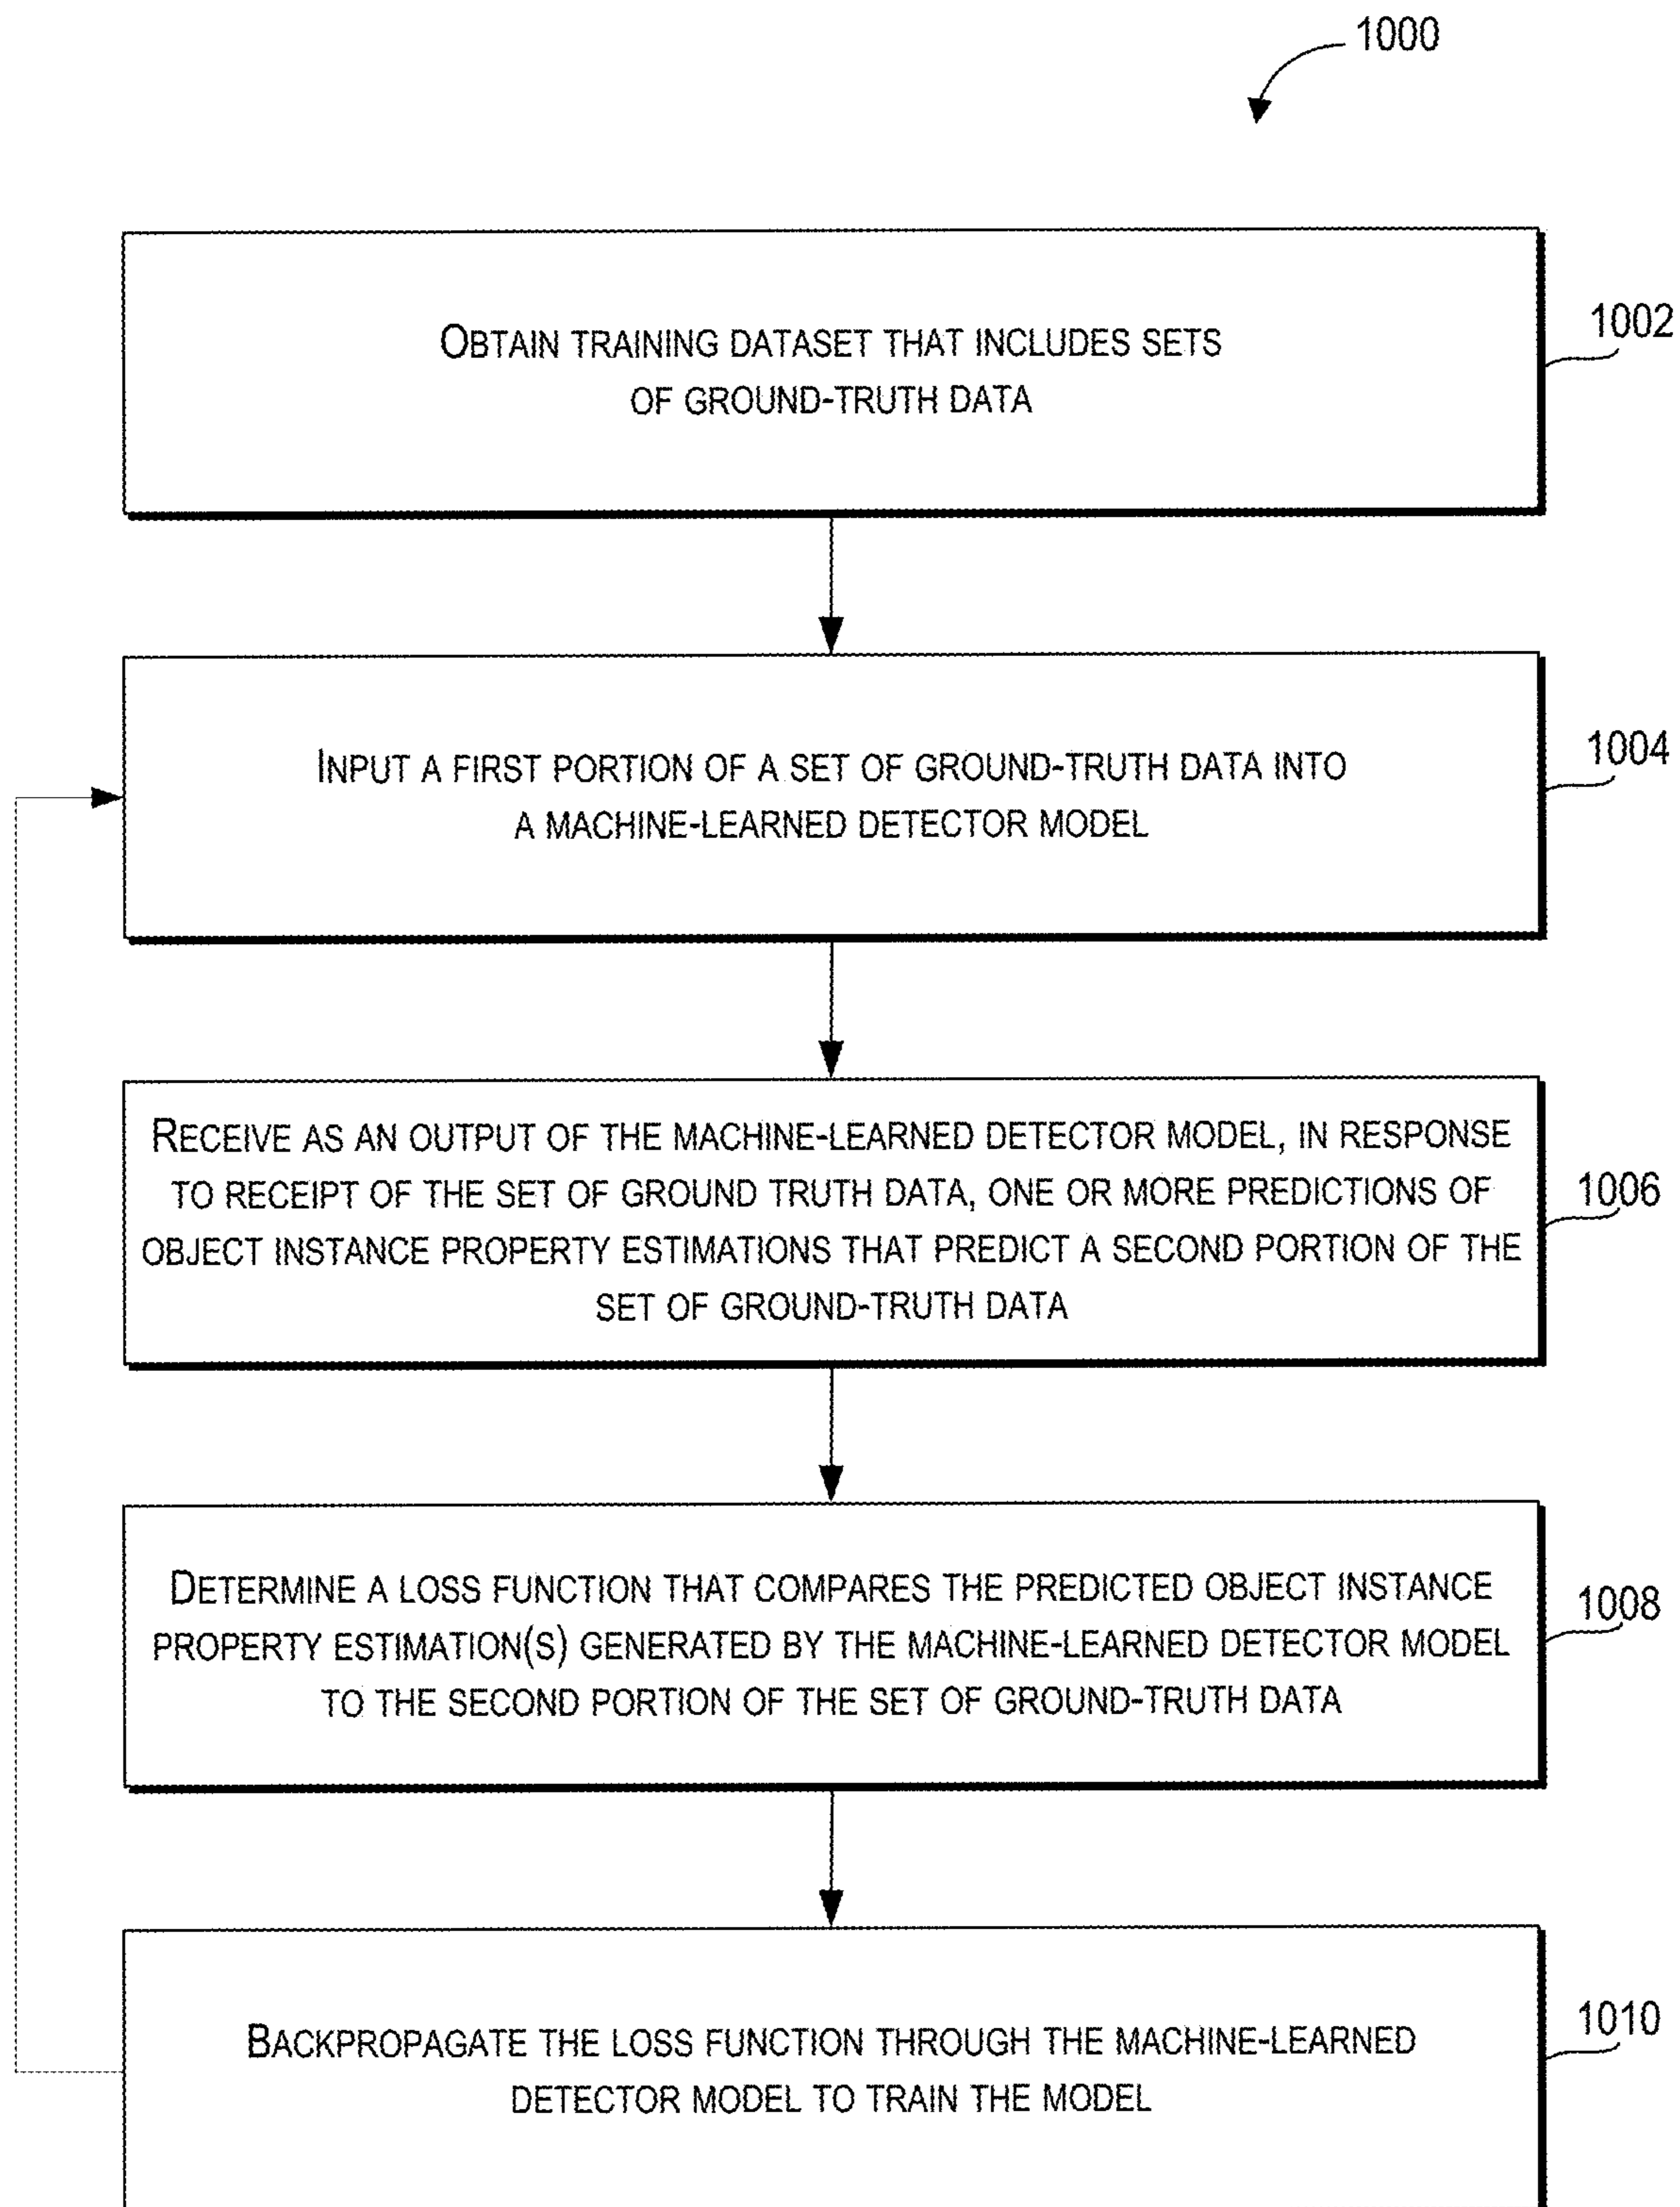 1000
OBTAIN TRAINING DATASET THAT INCLUDES SETS
OF GROUND-TRUTH DATA
1002
INPUT A FIRST PORTION OF A SET OF GROUND-TRUTH DATA INTO
A MACHINE-LEARNED DETECTOR MODEL
1004
RECEIVE AS AN OUTPUT OF THE MACHINE-LEARNED DETECTOR MODEL, IN RESPONSE
TO RECEIPT OF THE SET OF GROUND TRUTH DATA, ONE OR MORE PREDICTIONS OF
OBJECT INSTANCE PROPERTY ESTIMATIONS THAT PREDICT A SECOND PORTION OF THE
SET OF GROUND-TRUTH DATA
1006
DETERMINE A LOSS FUNCTION THAT COMPARES THE PREDICTED OBJECT INSTANCE
PROPERTY ESTIMATION(S) GENERATED BY THE MACHINE-LEARNED DETECTOR MODEL
TO THE SECOND PORTION OF THE SET OF GROUND-TRUTH DATA
1008
BACKPROPAGATE THE LOSS FUNCTION THROUGH THE MACHINE-LEARNED
DETECTOR MODEL TO TRAIN THE MODEL
1010